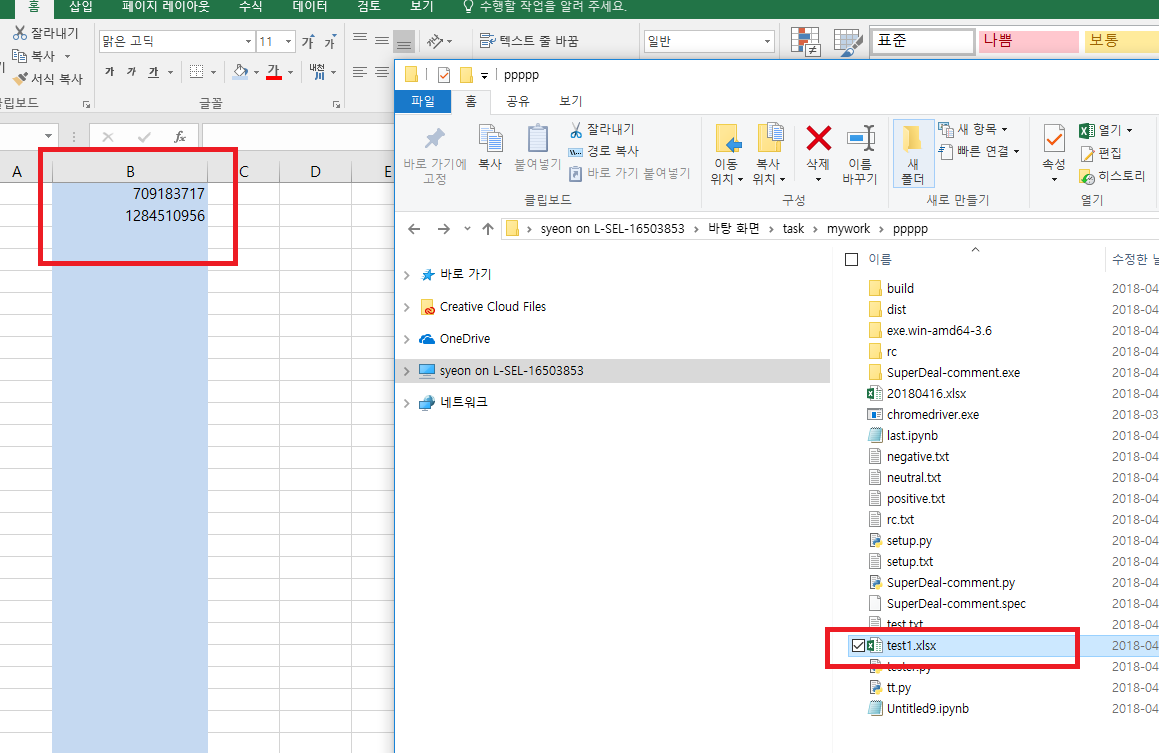 홈 삽입 페이지 레이아웃 수식 데이터 검토 보기 수행할 작업을 알려 주세요.
잘라내기
복사
서식 복사
클립보드
맑은 고딕 11 가 가
가 가 가 가 내천
글꼴
텍스트 줄 바꿈
일반
표준 나쁨 보통
fx
A B C D E
709183717
1284510956
ppppp
파일 홈 공유 보기
바로 가기에 고정
복사
붙여넣기
잘라내기
경로 복사
바로 가기 붙여넣기
클립보드
이동 위치
복사 위치
삭제
이름 바꾸기
구성
새 폴더
새 항목
빠른 연결
새로 만들기
속성
열기
편집
히스토리
열기
syeon on L-SEL-16503853 › 바탕 화면 › task › mywork › ppppp
바로 가기
Creative Cloud Files
OneDrive
syeon on L-SEL-16503853
네트워크
이름 수정한 날
build 2018-04
dist 2018-04
exe.win-amd64-3.6 2018-04
rc 2018-04
SuperDeal-comment.exe 2018-04
20180416.xlsx 2018-04
chromedriver.exe 2018-03
last.ipynb 2018-04
negative.txt 2018-04
neutral.txt 2018-04
positive.txt 2018-04
rc.txt 2018-04
setup.py 2018-04
setup.txt 2018-04
SuperDeal-comment.py 2018-04
SuperDeal-comment.spec 2018-04
test.txt 2018-04
test1.xlsx 2018-04
tester.py 2018-04
tt.py 2018-04
Untitled9.ipynb 2018-04